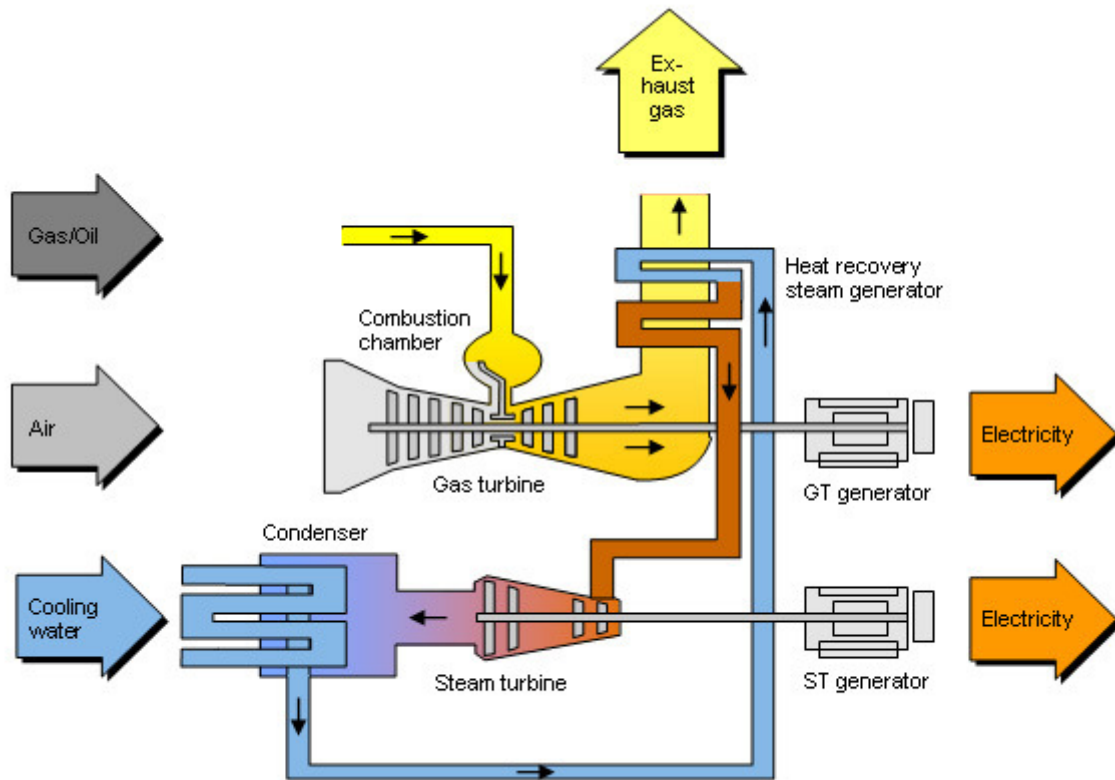 Ex-
haust
gas
Gas/Oil
Heat recovery
steam generator
Combustion
chamber
Air
Electricity
Gas turbine
GT generator
Condenser
Cooling
water
Electricity
Steam turbine
ST generator